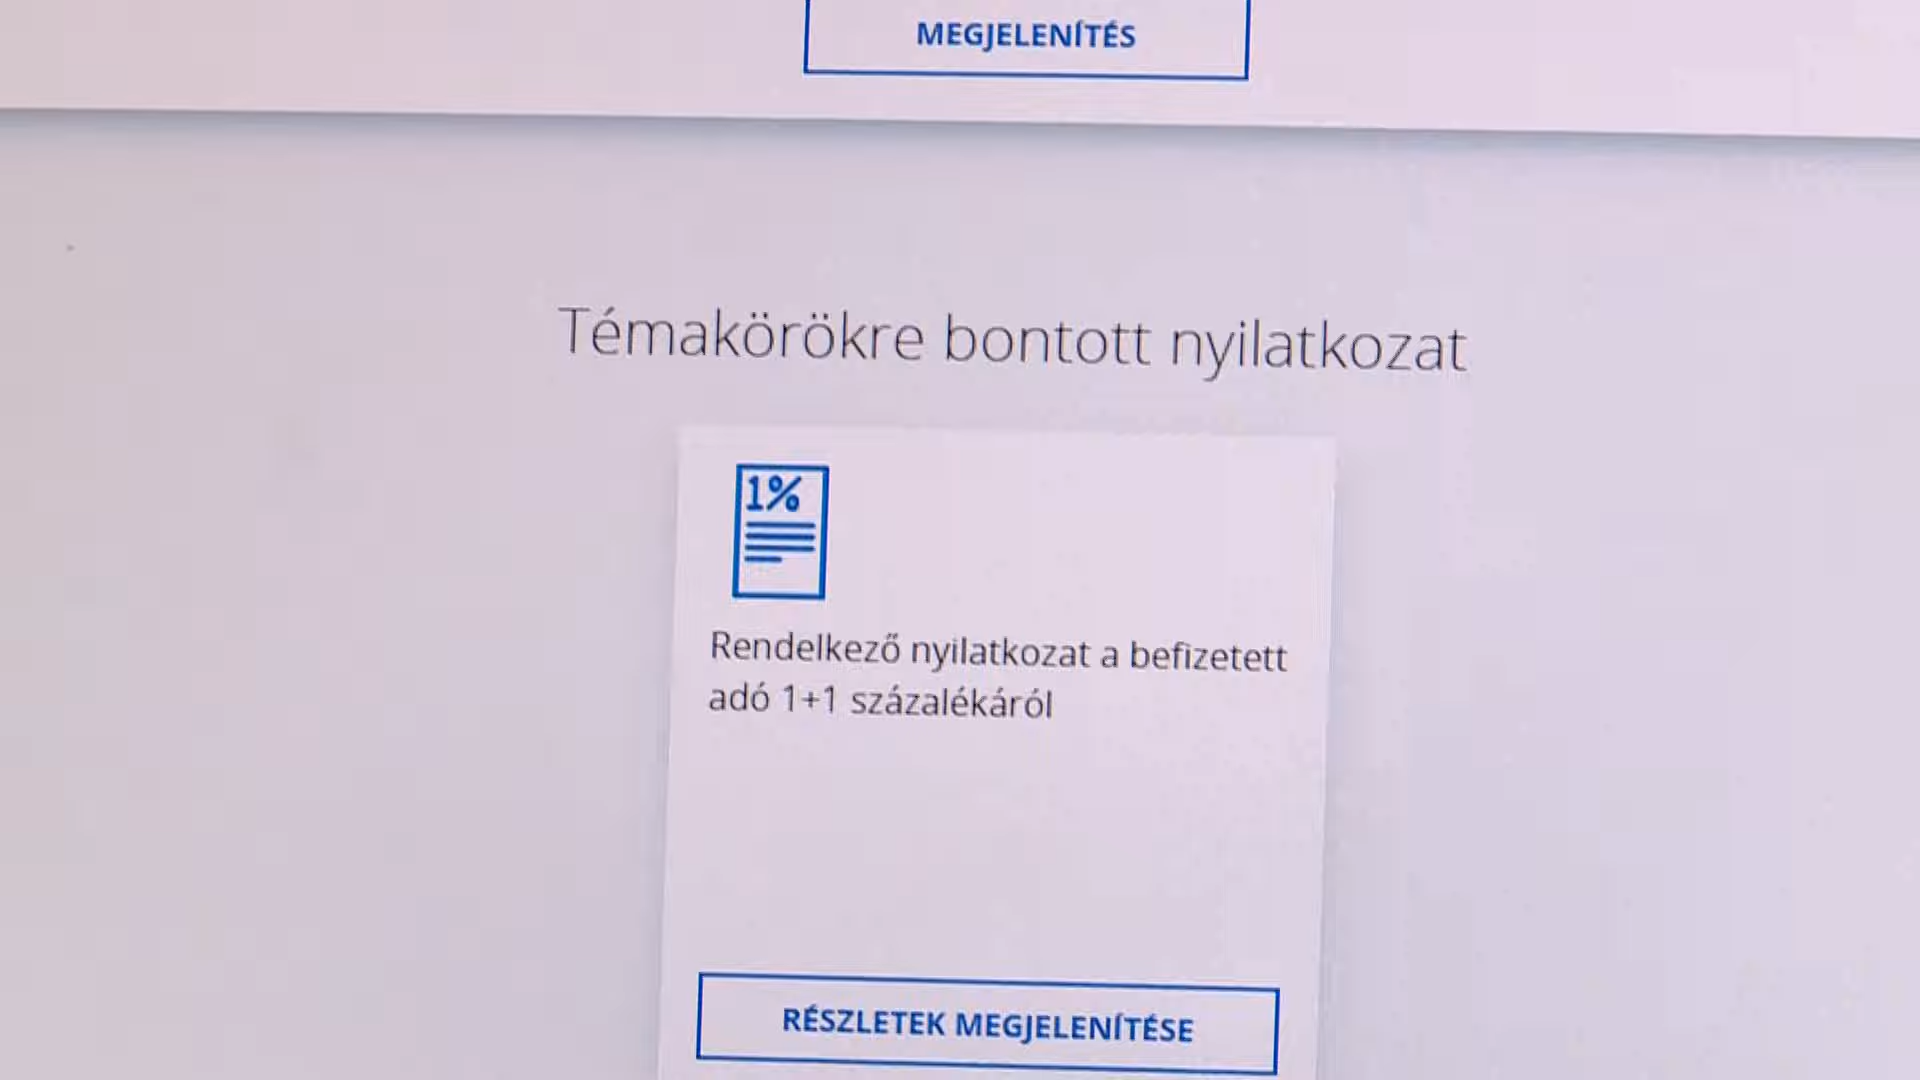 MEGJELENÍTÉS
Témakörökre bontott nyilatkozat
1%
Rendelkező nyilatkozat a befizetett
adó 1+1 százalékáról
RÉSZLETEK MEGJELENÍTÉSE